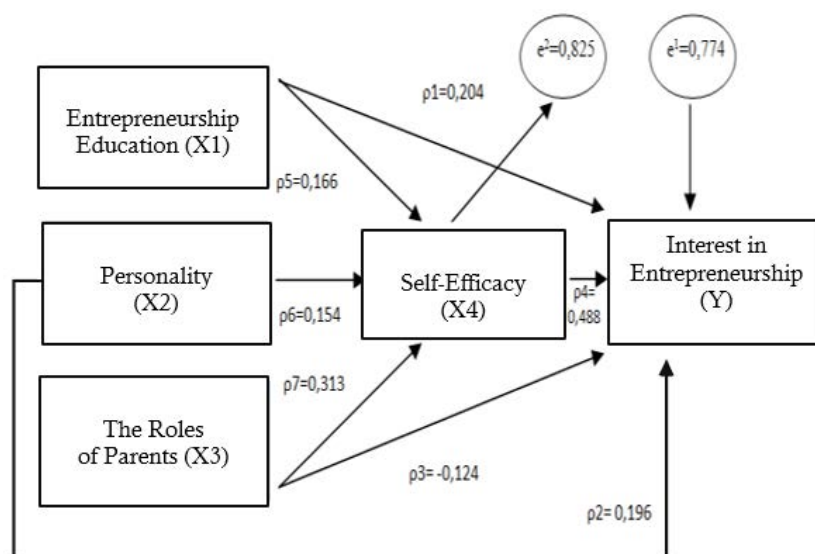 e²=0,825
e¹=0,774
ρ1=0,204
Entrepreneurship
Education (X1)
ρ5=0,166
Personality
(X2)
ρ6=0,154
Self-Efficacy
(X4)
ρ4=
0,488
Interest in
Entrepreneurship
(Y)
ρ7=0,313
The Roles
of Parents (X3)
ρ3= -0,124
ρ2= 0,196